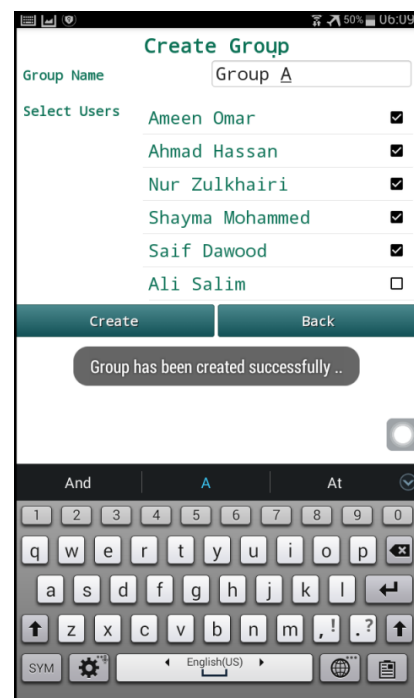 50% 06:09
Create Group
Group Name Group A
Select Users
Ameen Omar
Ahmad Hassan
Nur Zulkhairi
Shayma Mohammed
Saif Dawood
Ali Salim
Create Back
Group has been created successfully ..
And A At
1 2 3 4 5 6 7 8 9 0
q w e r t y u i o p
a s d f g h j k l
z x c v b n m , ! . ?
SYM English(US)